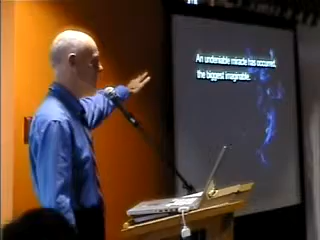 An undeniable miracle has occurred,
the biggest imaginable.